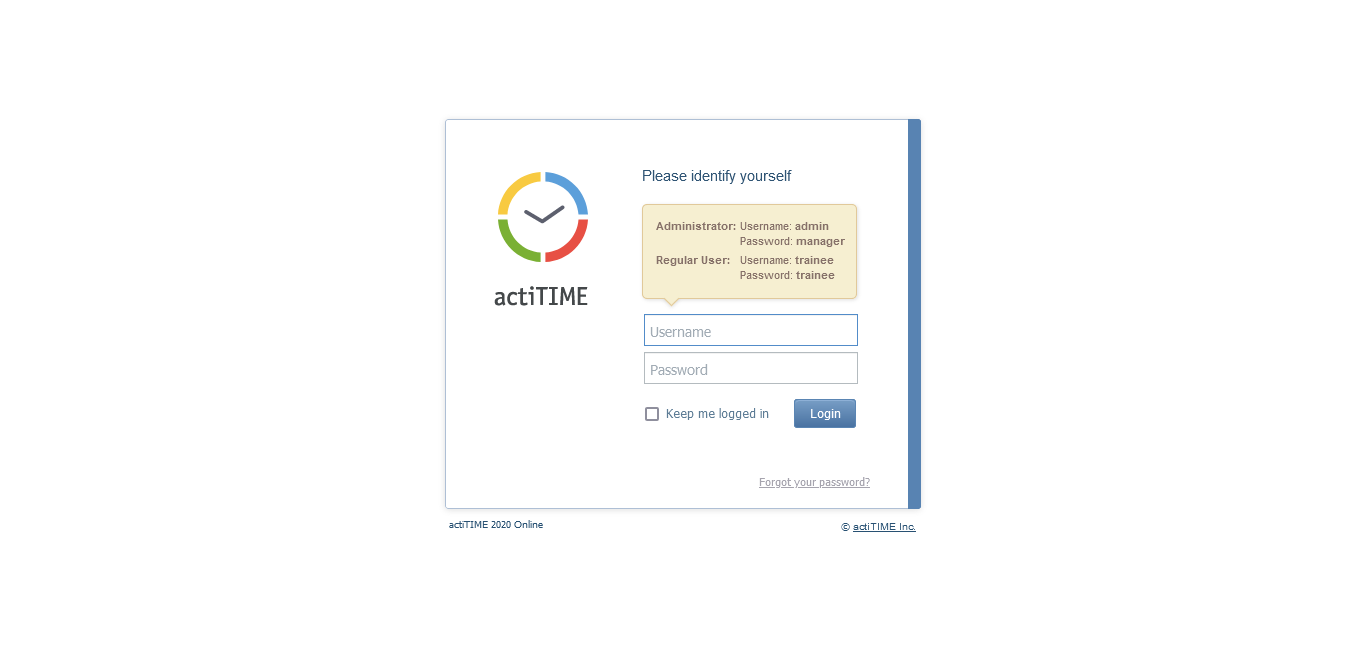 Please identify yourself
Administrator: Username: admin
Password: manager
Regular User: Username: trainee
Password: trainee
actiTIME
Username
Password
Keep me logged in
Login
Forgot your password?
actiTIME 2020 Online
© actiTIME Inc.